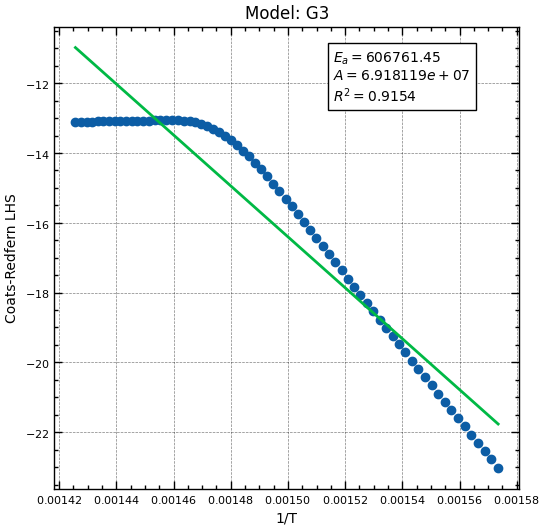 Model: G3
E_a = 606761.45
A = 6.918119e + 07
R^2 = 0.9154
Coats-Redfern LHS
−12
−14
−16
−18
−20
−22
0.00142 0.00144 0.00146 0.00148 0.00150 0.00152 0.00154 0.00156 0.00158
1/T